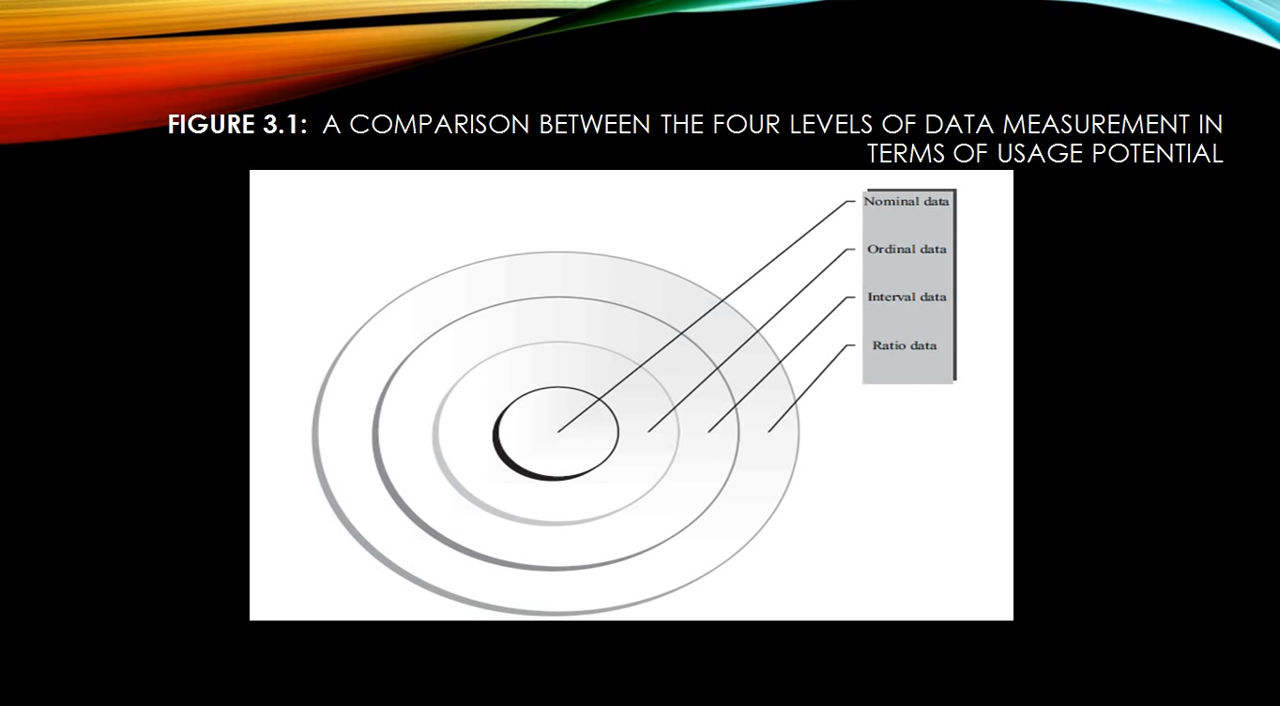 FIGURE 3.1: A COMPARISON BETWEEN THE FOUR LEVELS OF DATA MEASUREMENT IN
TERMS OF USAGE POTENTIAL
Nominal data
Ordinal data
Interval data
Ratio data